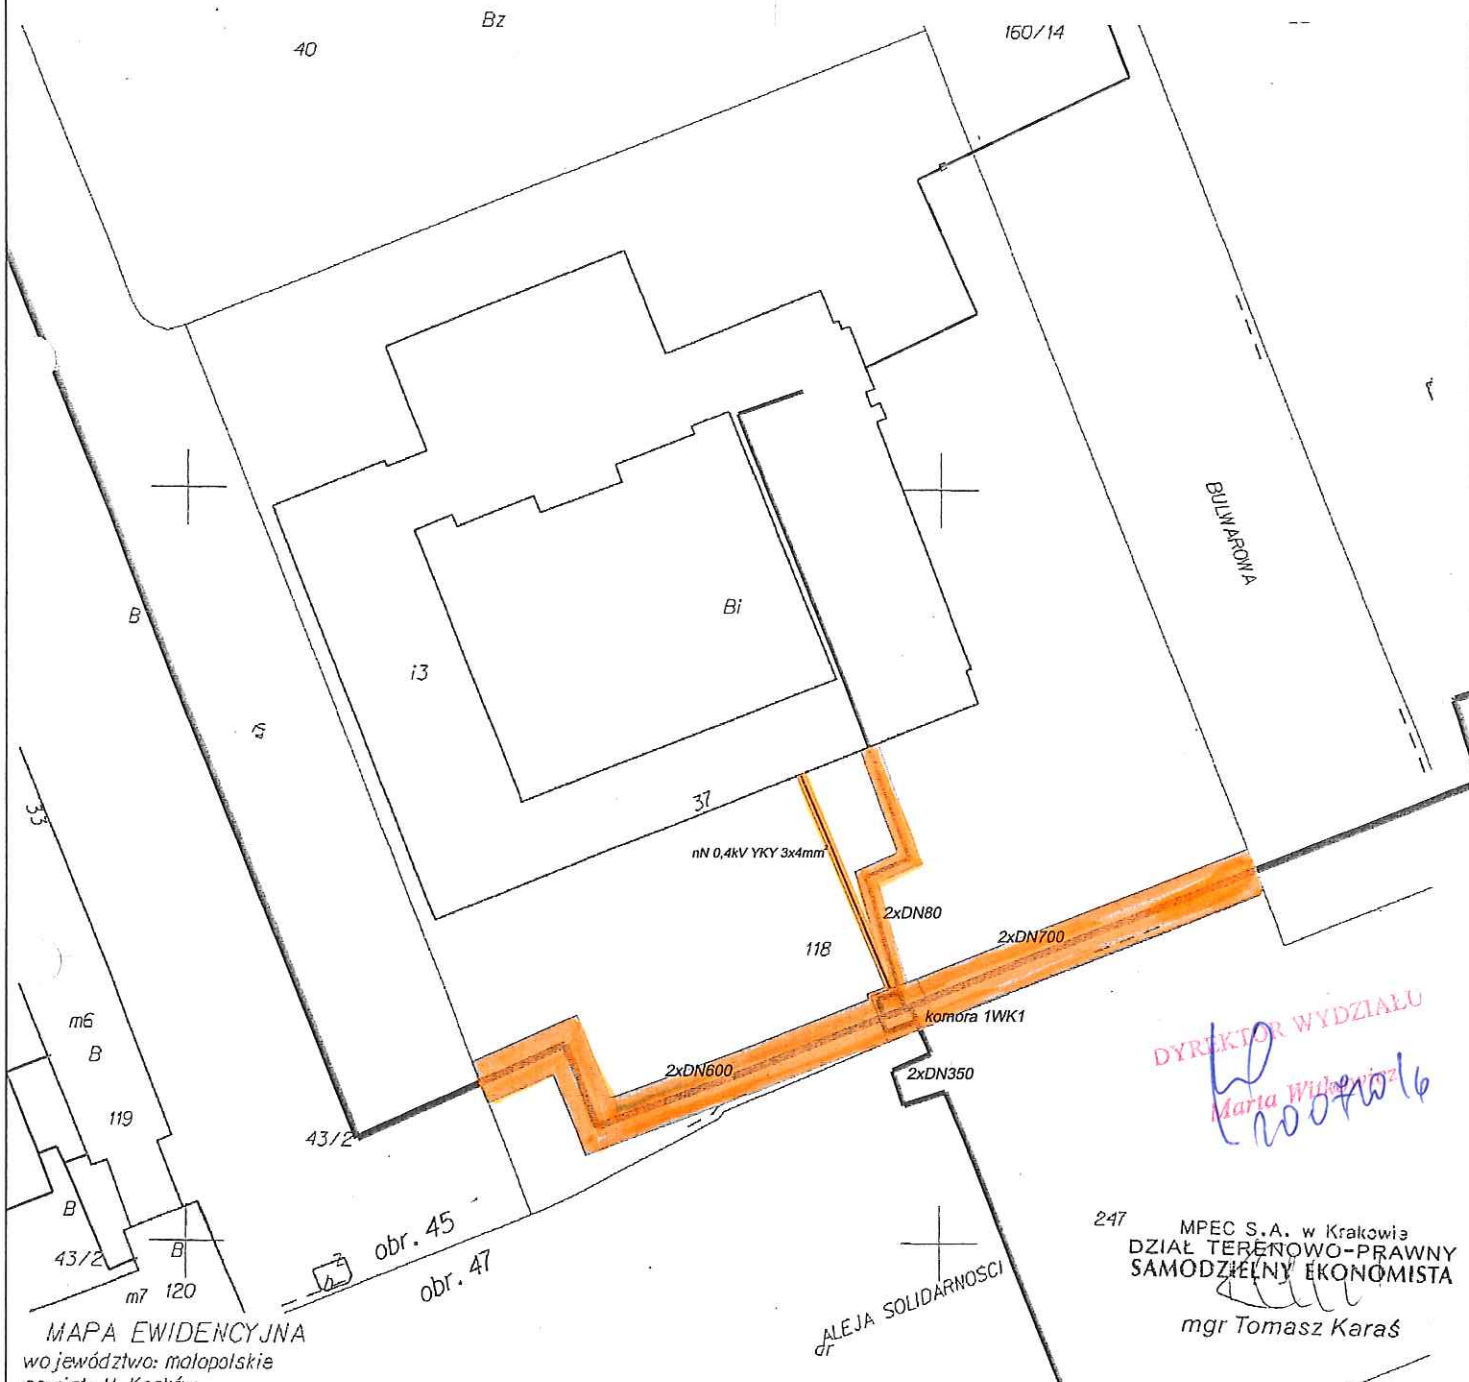 Bz
40
160/14
BULWAROWA
B
Bi
i3
33
37
nN 0,4kV YKY 3x4mm²
2xDN80
118
2xDN700
komora 1WK1
2xDN600
2xDN350
m6
B
119
43/2
DYREKTOR WYDZIAŁU
B
43/2
B
m7 120
obr. 45
obr. 47
ALEJA SOLIDARNOŚCI
dr
247
MPEC S.A. w Krakowie
DZIAŁ TERENOWO-PRAWNY
SAMODZIELNY EKONOMISTA
mgr Tomasz Karaś
MAPA EWIDENCYJNA
województwo: małopolskie